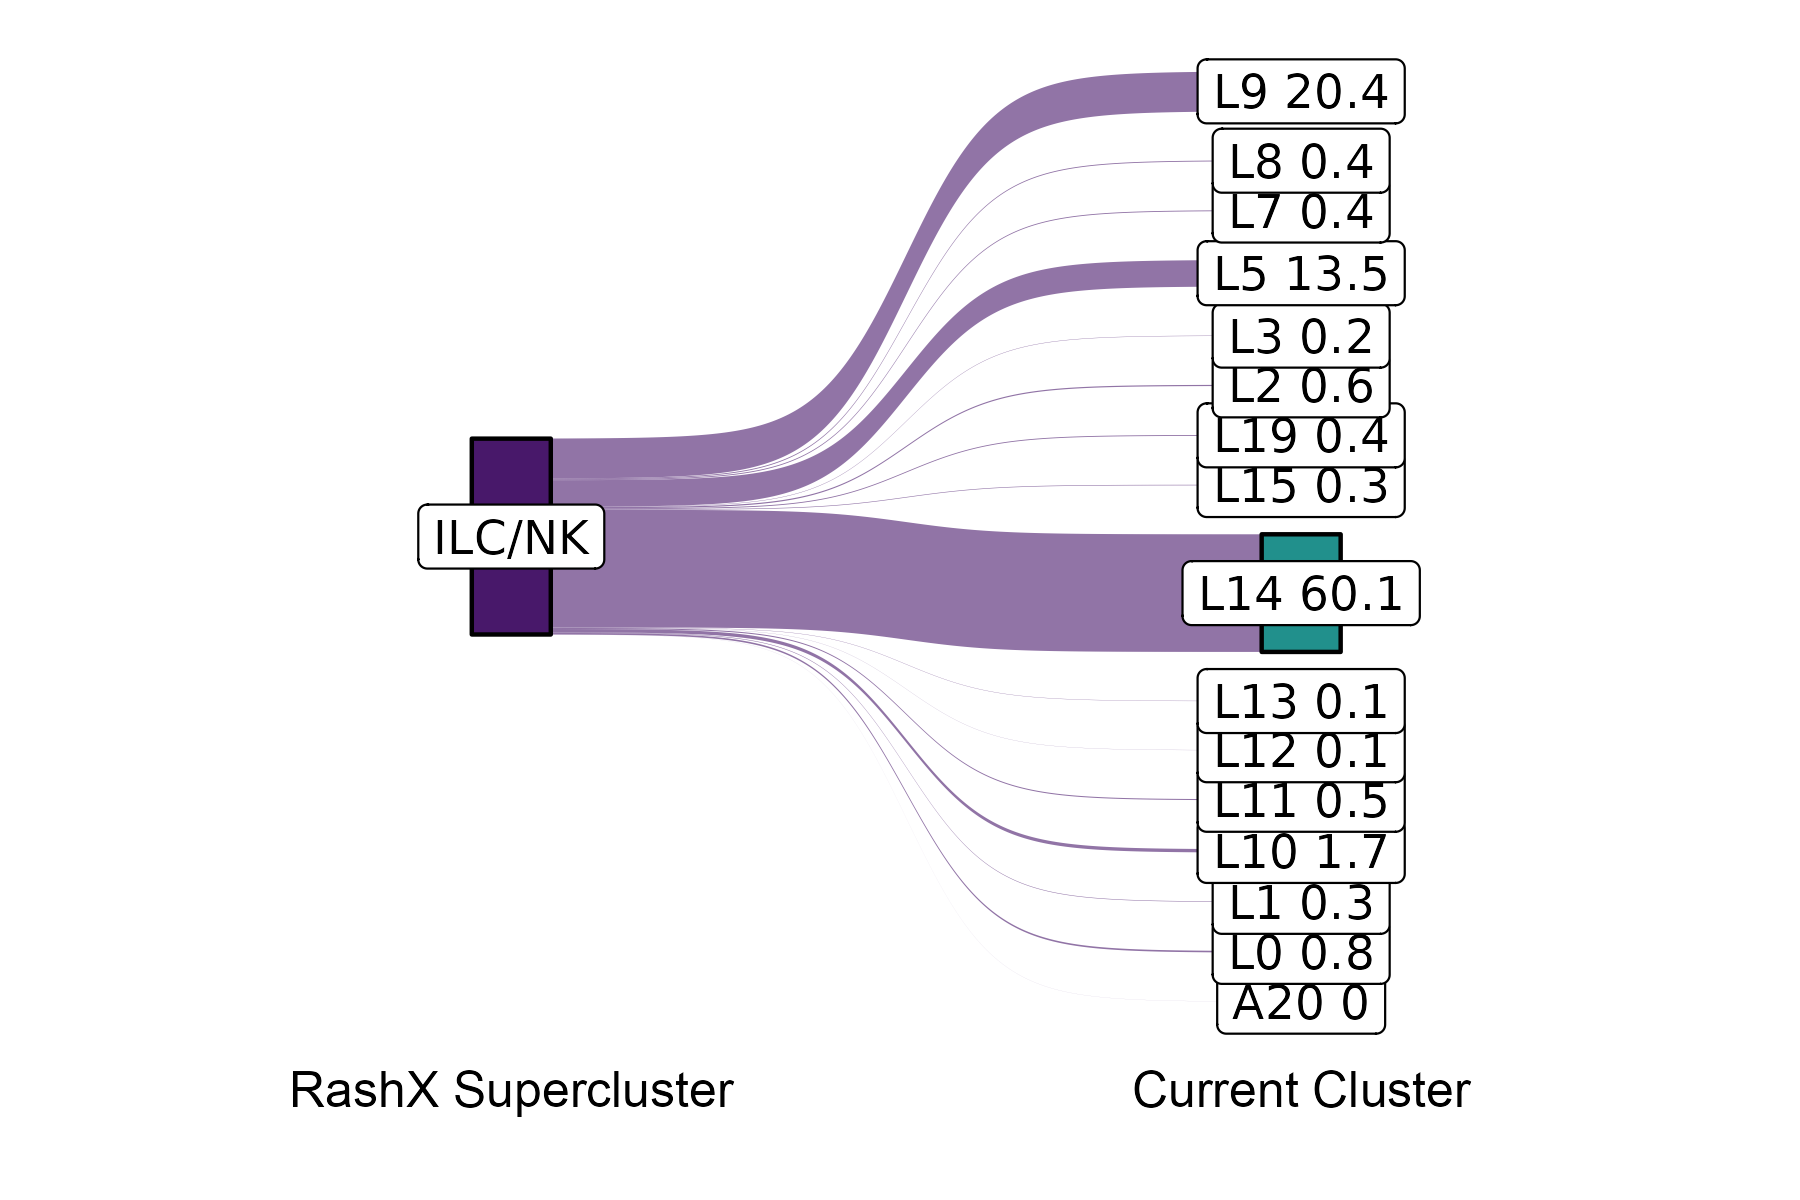 L9 20.4
L8 0.4
L7 0.4
L5 13.5
L3 0.2
L2 0.6
L19 0.4
L15 0.3
ILC/NK
L14 60.1
L13 0.1
L12 0.1
L11 0.5
L10 1.7
L1 0.3
L0 0.8
A20 0
RashX Supercluster
Current Cluster